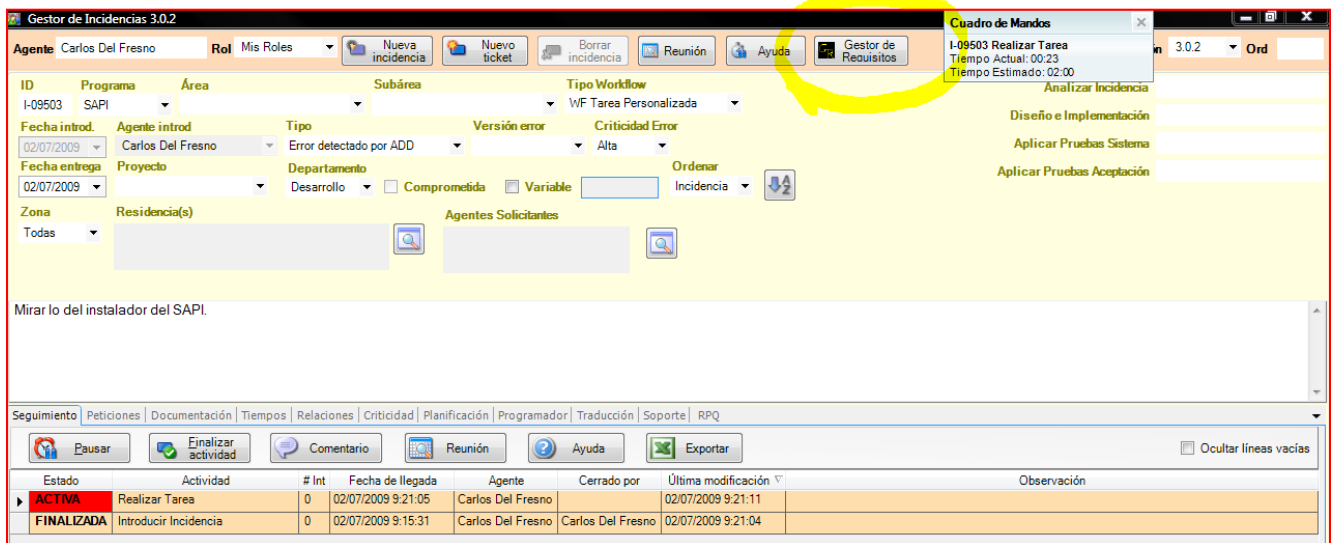 Gestor de Incidencias 3.0.2
Cuadro de Mandos
I-09503 Realizar Tarea
Tiempo Actual: 00:23
Tiempo Estimado: 02:00
Agente Carlos Del Fresno Rol Mis Roles Nueva incidencia Nuevo ticket Borrar incidencia Reunión Ayuda Gestor de Requisitos 3.0.2 Ord
ID Programa Área Subárea Tipo Workflow Analizar Incidencia
I-09503 SAPI WF Tarea Personalizada
Diseño e Implementación
Fecha introd. Agente introd Tipo Versión error Criticidad Error
02/07/2009 Carlos Del Fresno Error detectado por ADD Alta Aplicar Pruebas Sistema
Fecha entrega Proyecto Departamento Ordenar Aplicar Pruebas Aceptación
02/07/2009 Desarrollo Comprometida Variable Incidencia
Zona Residencia(s) Agentes Solicitantes
Todas
Mirar lo del instalador del SAPI.
Seguimiento Peticiones Documentación Tiempos Relaciones Criticidad Planificación Programador Traducción Soporte RPQ
Pausar Finalizar actividad Comentario Reunión Ayuda Exportar Ocultar líneas vacías
Estado Actividad # Int Fecha de llegada Agente Cerrado por Última modificación Observación
ACTIVA Realizar Tarea 0 02/07/2009 9:21:05 Carlos Del Fresno 02/07/2009 9:21:11
FINALIZADA Introducir Incidencia 0 02/07/2009 9:15:31 Carlos Del Fresno Carlos Del Fresno 02/07/2009 9:21:04